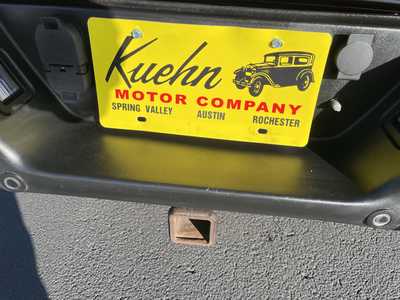 Kuehn
MOTOR COMPANY
SPRING VALLEY AUSTIN ROCHESTER